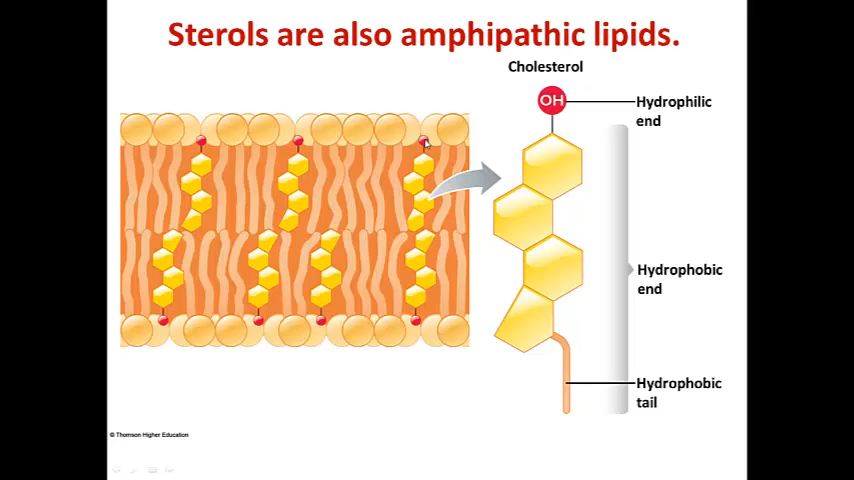 Sterols are also amphipathic lipids.
Cholesterol
OH
Hydrophilic
end
Hydrophobic
end
Hydrophobic
tail
© Thomson Higher Education